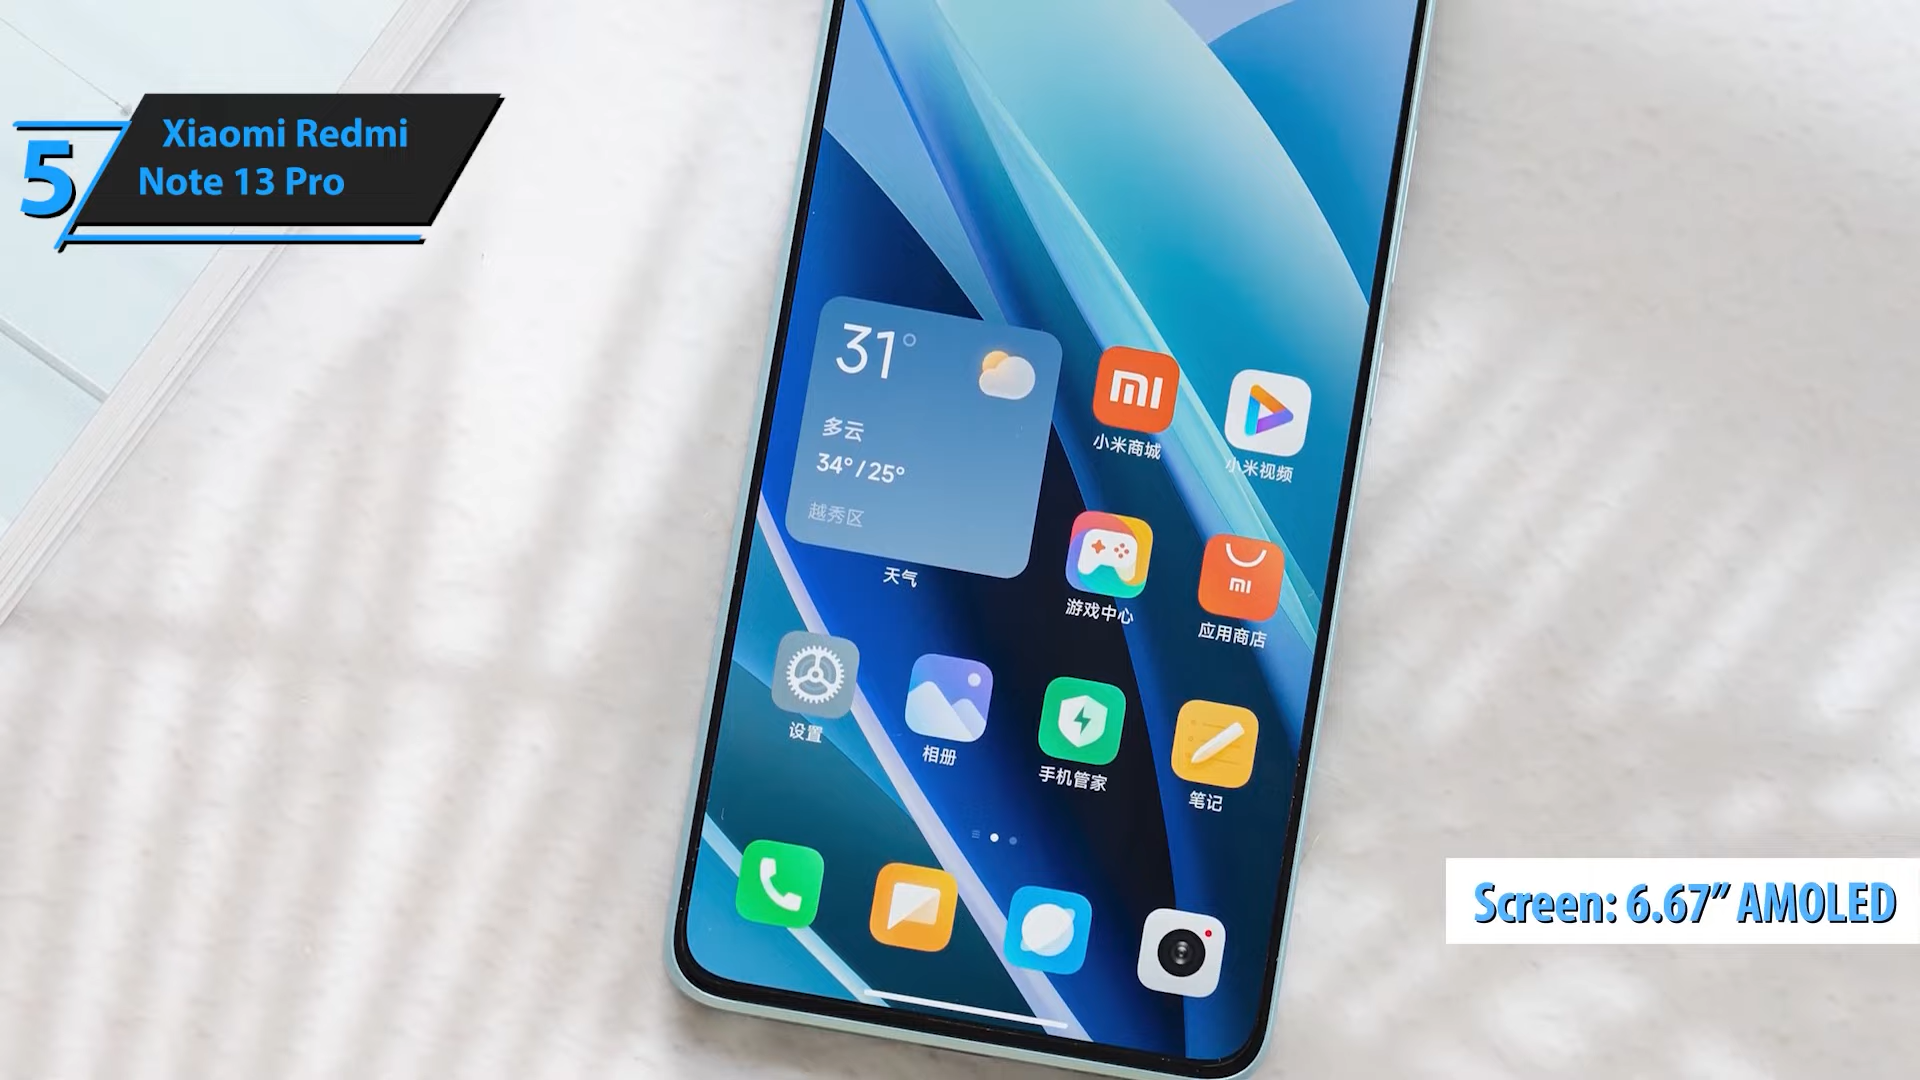 5
Xiaomi Redmi
Note 13 Pro
31°
多云
34° / 25°
越秀区
天气
mi
小米商城
小米视频
游戏中心
mi
应用商店
设置
相册
手机管家
笔记
Screen: 6.67″ AMOLED